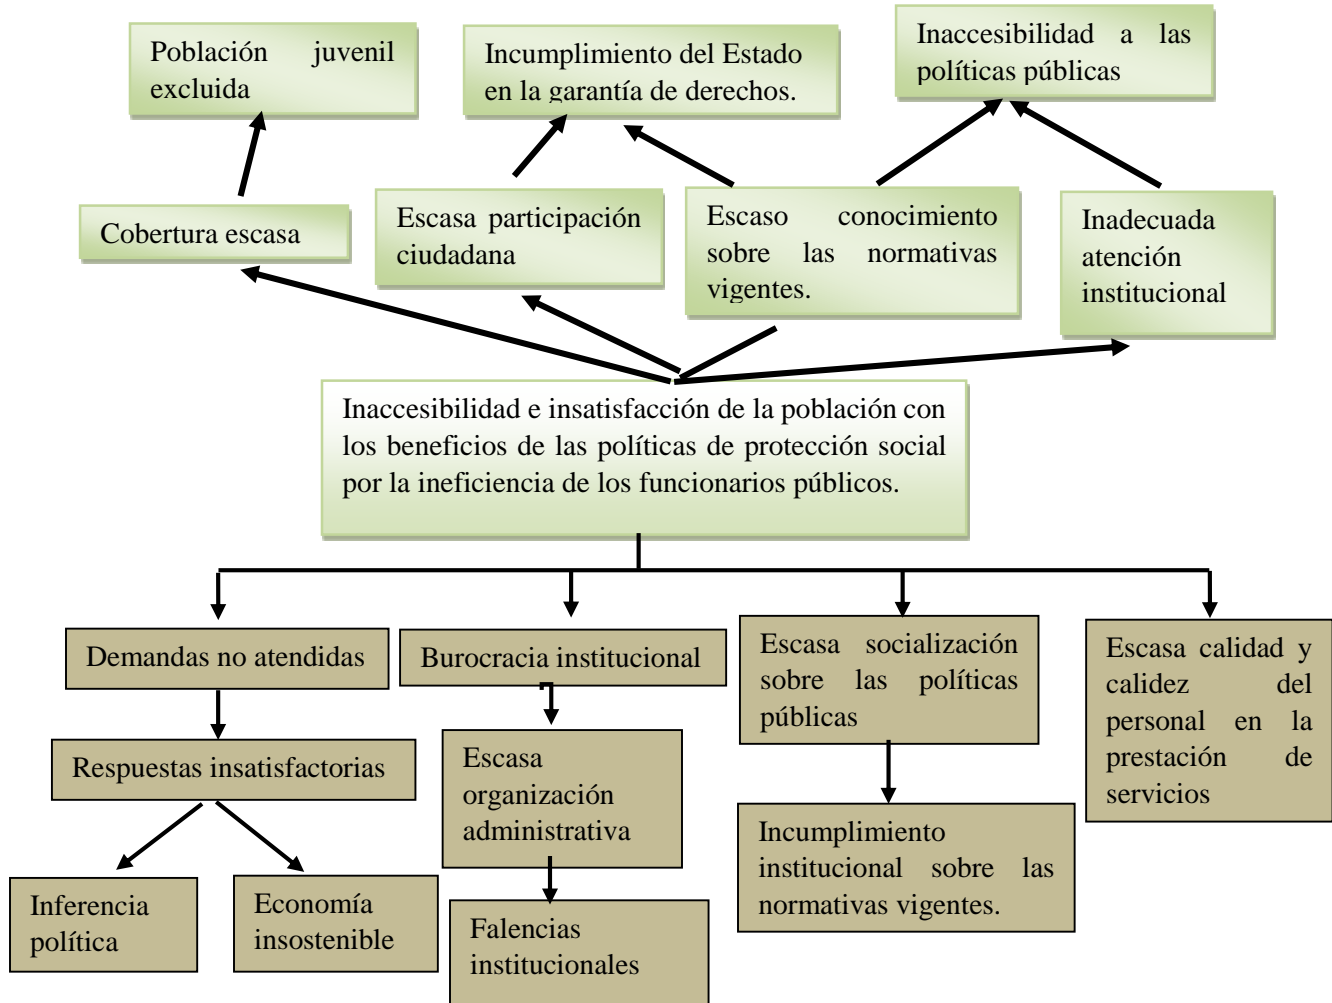 Población juvenil
excluida
Incumplimiento del Estado
en la garantía de derechos.
Inaccesibilidad a las
políticas públicas
Cobertura escasa
Escasa participación
ciudadana
Escaso conocimiento
sobre las normativas
vigentes.
Inadecuada
atención
institucional
Inaccesibilidad e insatisfacción de la población con
los beneficios de las políticas de protección social
por la ineficiencia de los funcionarios públicos.
Demandas no atendidas
Burocracia institucional
Escasa socialización
sobre las políticas
públicas
Escasa calidad y
calidez del
personal en la
prestación de
servicios
Respuestas insatisfactorias
Escasa
organización
administrativa
Incumplimiento
institucional sobre las
normativas vigentes.
Inferencia
política
Economía
insostenible
Falencias
institucionales